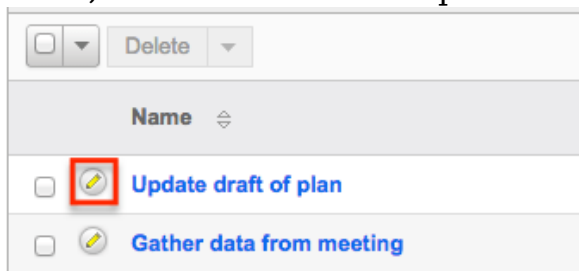 Delete
Name
Update draft of plan
Gather data from meeting